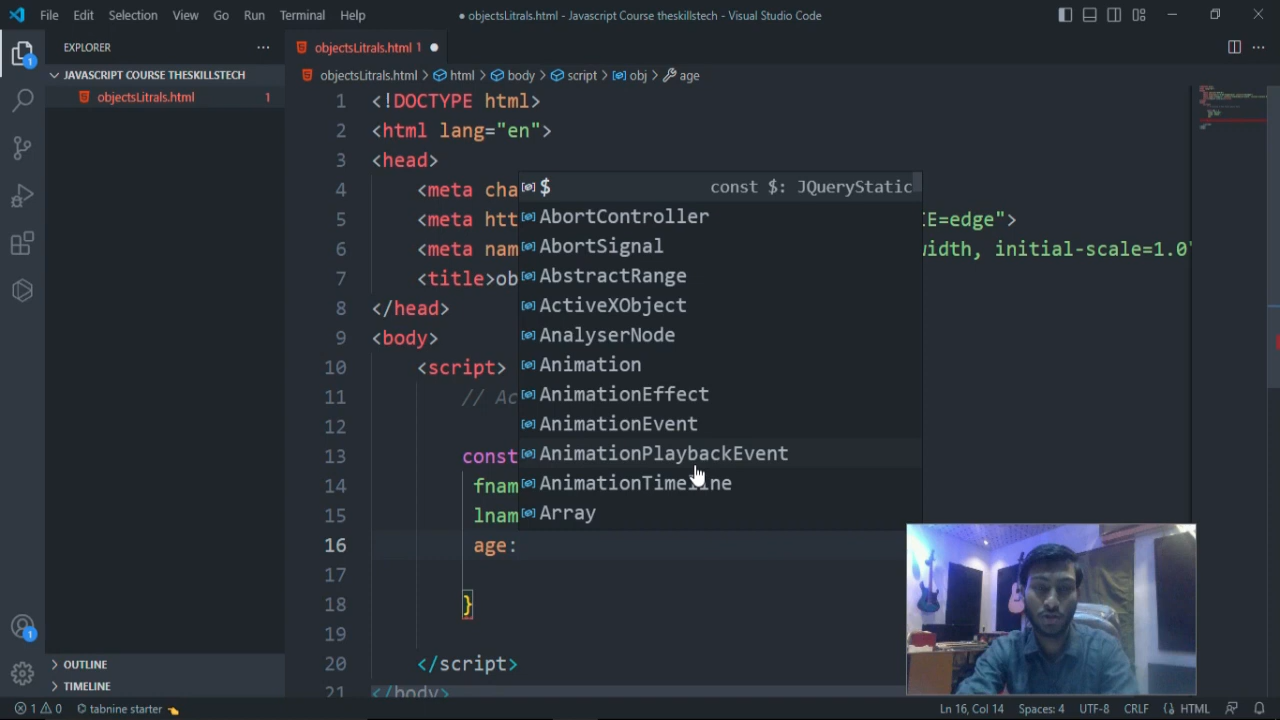 File Edit Selection View Go Run Terminal Help
● objectsLitrals.html - Javascript Course theskillstech - Visual Studio Code
EXPLORER
objectsLitrals.html 1
JAVASCRIPT COURSE THESKILLSTECH
objectsLitrals.html > html > body > script > obj > age
objectsLitrals.html 1
1 <!DOCTYPE html>
2 <html lang="en">
3 <head>
4 <meta cha
5 <meta htt IE=edge">
6 <meta nam width, initial-scale=1.0"
7 <title>ob
8 </head>
9 <body>
10 <script>
11 // Ac
12
13 const
14 fnam
15 lnam
16 age:
17
18 }
19
20 </script>
21 </body>
$ const $: JQueryStatic
AbortController
AbortSignal
AbstractRange
ActiveXObject
AnalyserNode
Animation
AnimationEffect
AnimationEvent
AnimationPlaybackEvent
AnimationTimeline
Array
1
OUTLINE
TIMELINE
1 0 tabnine starter Ln 16, Col 14 Spaces: 4 UTF-8 CRLF HTML